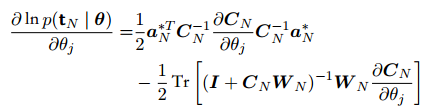 ∂ ln p(t_N | θ) / ∂θ_j = 1/2 a_N^{*T} C_N^{-1} ∂C_N/∂θ_j C_N^{-1} a_N^*
− 1/2 Tr [ (I + C_N W_N)^{-1} W_N ∂C_N/∂θ_j ]